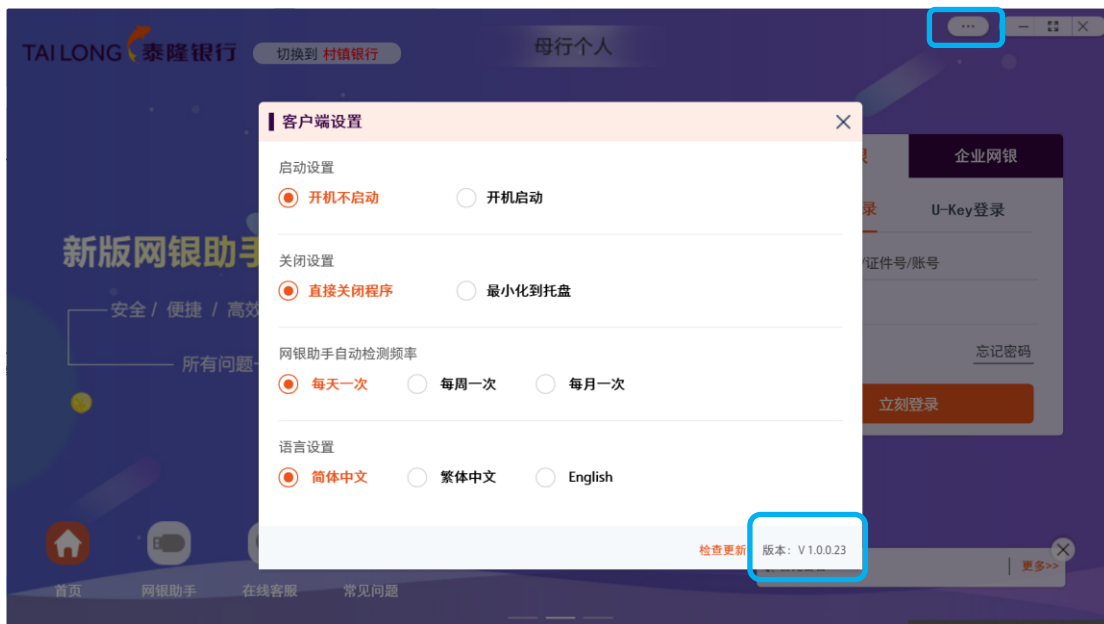 TAILONG 泰隆银行
切换到 村镇银行
母行个人
客户端设置
启动设置
开机不启动 开机启动
关闭设置
直接关闭程序 最小化到托盘
网银助手自动检测频率
每天一次 每周一次 每月一次
语言设置
简体中文 繁体中文 English
检查更新 版本: V 1.0.0.23
企业网银
录 U-Key登录
/证件号/账号
忘记密码
立刻登录
新版网银助手
安全 / 便捷 / 高效
所有问题
更多>>
首页 网银助手 在线客服 常见问题